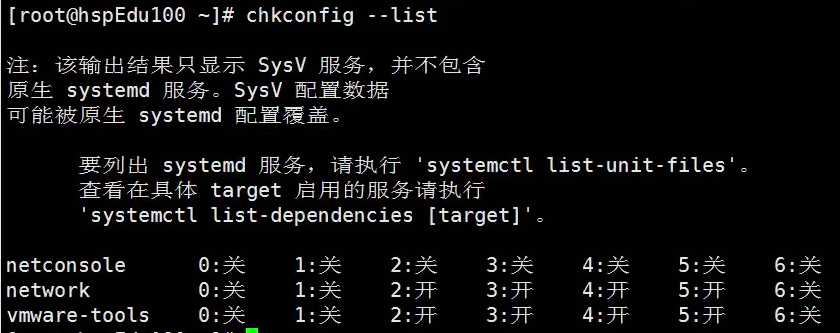 [root@hspEdu100 ~]# chkconfig --list
注：该输出结果只显示 SysV 服务，并不包含
原生 systemd 服务。SysV 配置数据
可能被原生 systemd 配置覆盖。
要列出 systemd 服务，请执行 'systemctl list-unit-files'。
查看在具体 target 启用的服务请执行
'systemctl list-dependencies [target]'。
netconsole 0:关 1:关 2:关 3:关 4:关 5:关 6:关
network 0:关 1:关 2:开 3:开 4:开 5:开 6:关
vmware-tools 0:关 1:关 2:开 3:开 4:开 5:开 6:关